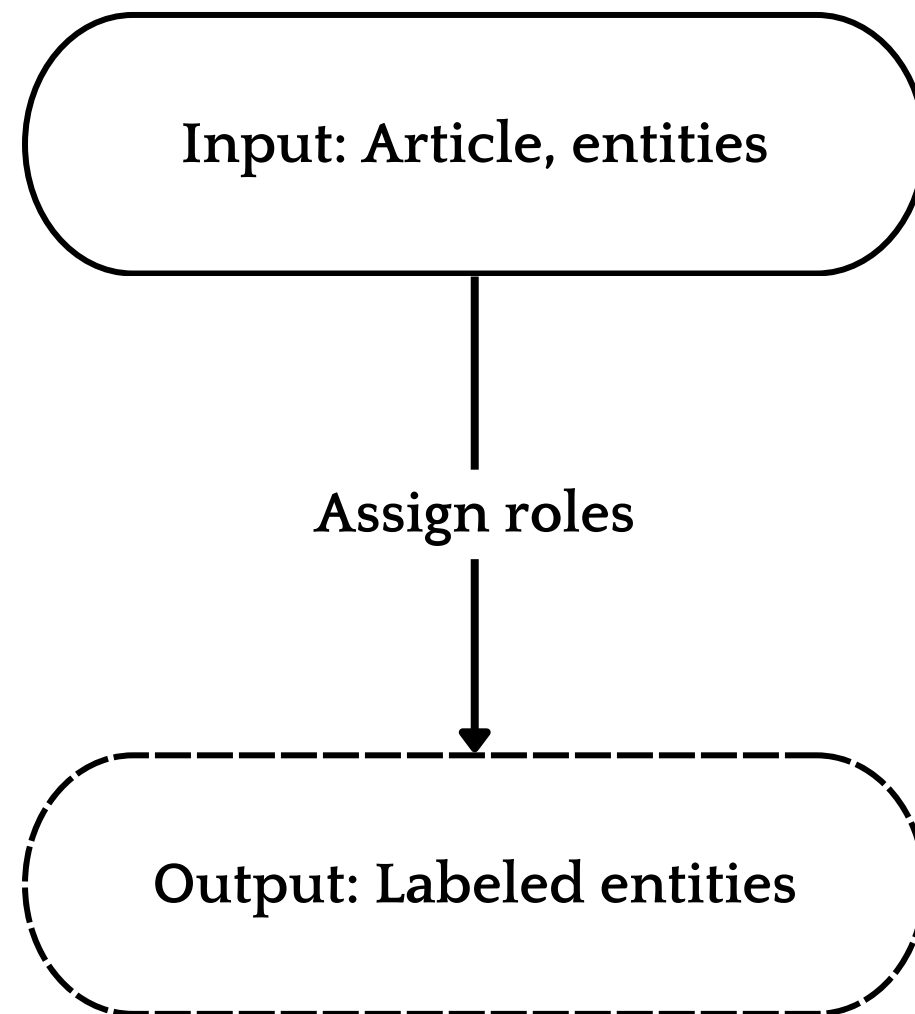 Input: Article, entities
Assign roles
Output: Labeled entities